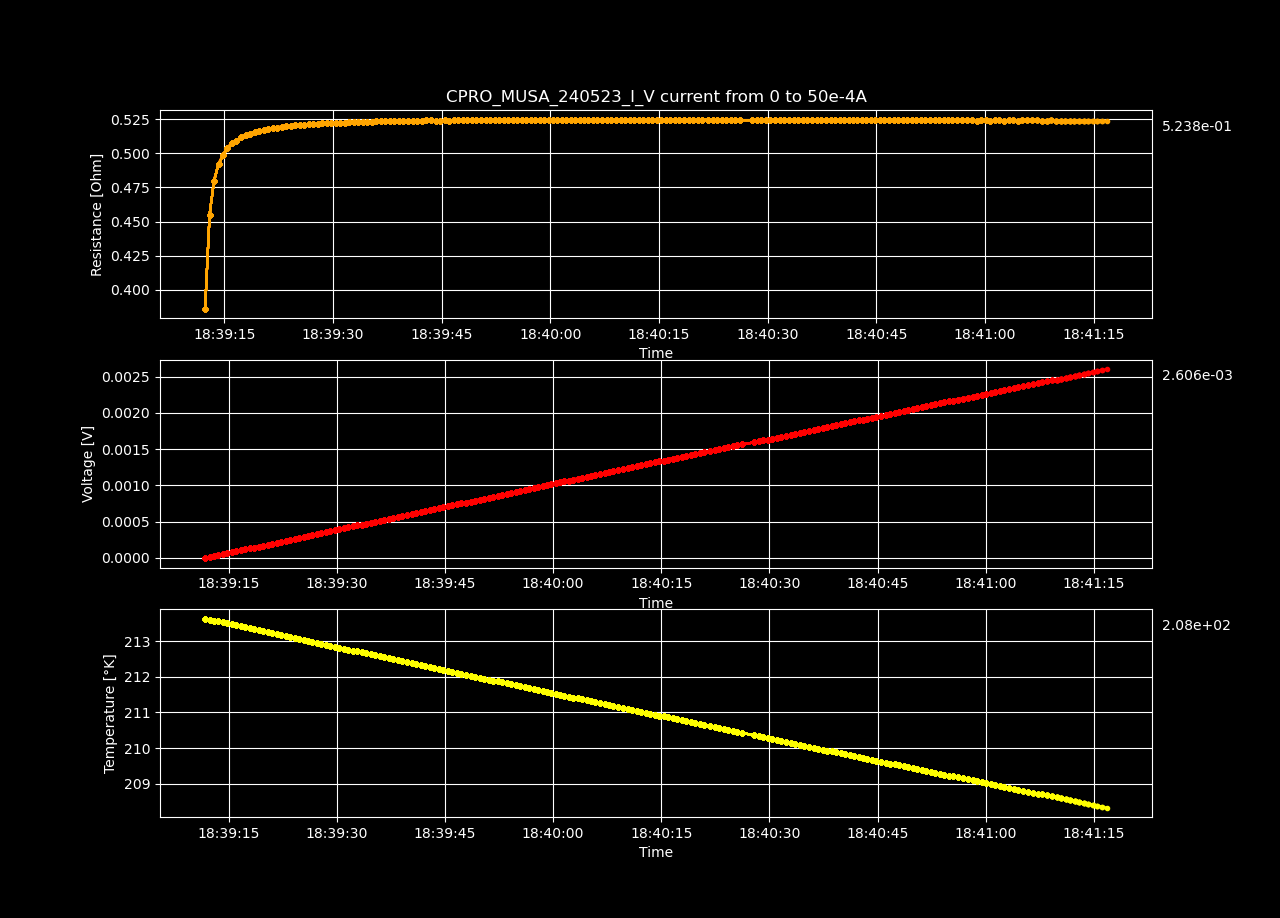 CPRO_MUSA_240523_I_V current from 0 to 50e-4A
Resistance [Ohm]
0.525
0.500
0.475
0.450
0.425
0.400
5.238e-01
18:39:15 18:39:30 18:39:45 18:40:00 18:40:15 18:40:30 18:40:45 18:41:00 18:41:15
Time
Voltage [V]
0.0025
0.0020
0.0015
0.0010
0.0005
0.0000
2.606e-03
18:39:15 18:39:30 18:39:45 18:40:00 18:40:15 18:40:30 18:40:45 18:41:00 18:41:15
Time
Temperature [°K]
213
212
211
210
209
2.08e+02
18:39:15 18:39:30 18:39:45 18:40:00 18:40:15 18:40:30 18:40:45 18:41:00 18:41:15
Time